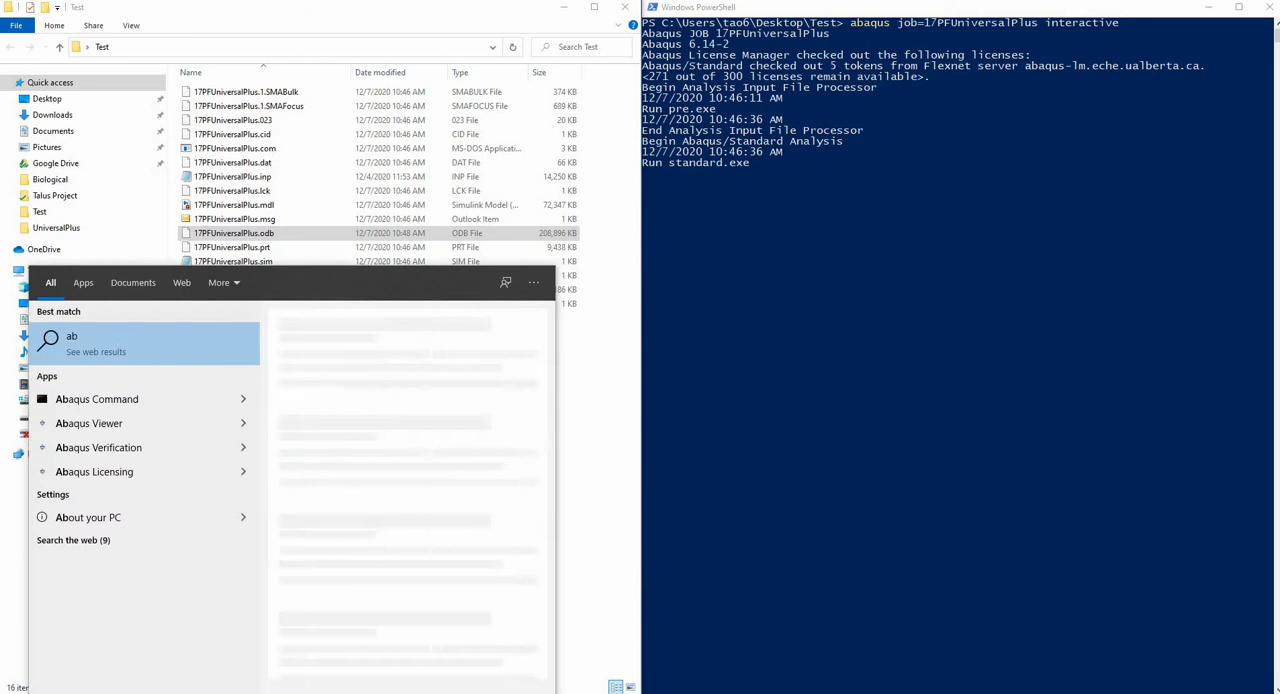 Test
File
Home
Share
View
Test
Search Test
Name
Date modified
Type
Size
Quick access
Desktop
Downloads
Documents
Pictures
Google Drive
Biological
Talus Project
Test
UniversalPlus
OneDrive
17PFUniversalPlus.1.SMABulk 12/7/2020 10:46 AM SMABULK File 374 KB
17PFUniversalPlus.1.SMAFocus 12/7/2020 10:46 AM SMAFOCUS File 689 KB
17PFUniversalPlus.023 12/7/2020 10:46 AM 023 File 20 KB
17PFUniversalPlus.cid 12/7/2020 10:46 AM CID File 1 KB
17PFUniversalPlus.com 12/7/2020 10:46 AM MS-DOS Applicati... 3 KB
17PFUniversalPlus.dat 12/7/2020 10:46 AM DAT File 66 KB
17PFUniversalPlus.inp 12/4/2020 11:53 AM INP File 14,250 KB
17PFUniversalPlus.lck 12/7/2020 10:46 AM LCK File 1 KB
17PFUniversalPlus.mdl 12/7/2020 10:46 AM Simulink Model (... 72,347 KB
17PFUniversalPlus.msg 12/7/2020 10:46 AM Outlook Item 1 KB
17PFUniversalPlus.odb 12/7/2020 10:48 AM ODB File 208,896 KB
17PFUniversalPlus.prt 12/7/2020 10:46 AM PRT File 9,438 KB
17PFUniversalPlus.sim 12/7/2020 10:46 AM SIM File 1 KB
1 KB
86 KB
1 KB
All
Apps
Documents
Web
More
Best match
ab
See web results
Apps
Abaqus Command
Abaqus Viewer
Abaqus Verification
Abaqus Licensing
Settings
About your PC
Search the web (9)
16 iter
Windows PowerShell
PS C:\Users\tao6\Desktop\Test> abaqus job=17PFUniversalPlus interactive
Abaqus JOB 17PFUniversalPlus
Abaqus 6.14-2
Abaqus License Manager checked out the following licenses:
Abaqus/Standard checked out 5 tokens from Flexnet server abaqus-lm.eche.ualberta.ca.
<271 out of 300 licenses remain available>.
Begin Analysis Input File Processor
12/7/2020 10:46:11 AM
Run pre.exe
12/7/2020 10:46:36 AM
End Analysis Input File Processor
Begin Abaqus/Standard Analysis
12/7/2020 10:46:36 AM
Run standard.exe